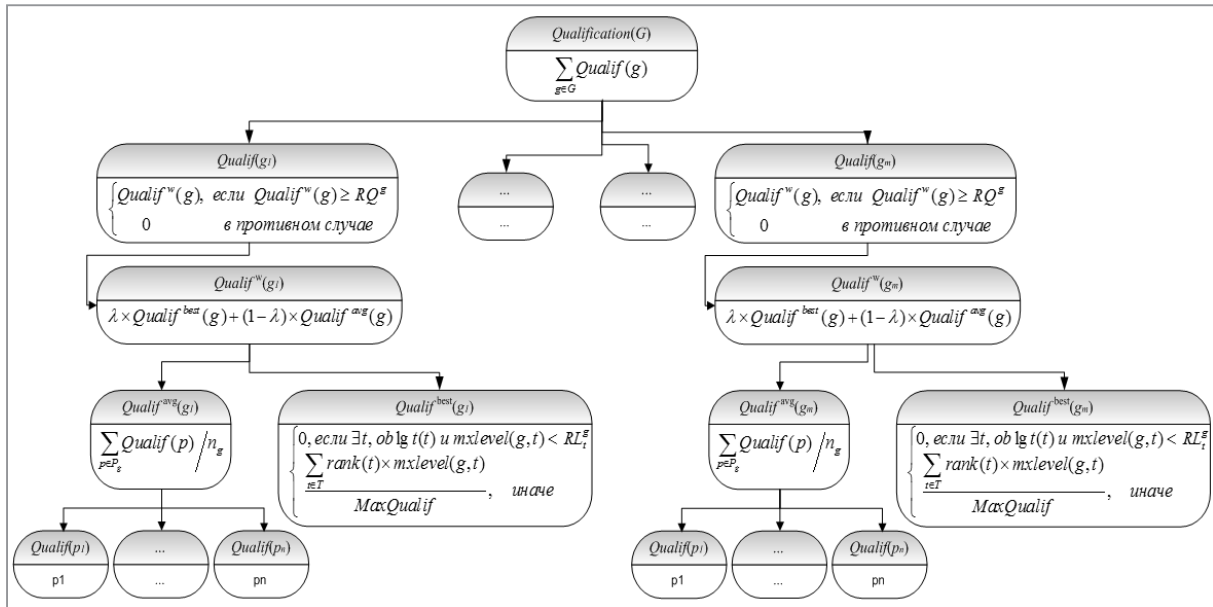 Qualification(G)
∑_{g∈G} Qualif(g)
Qualif(g₁)
{ Qualif^w(g), если Qualif^w(g) ≥ RQ^g
0 в противном случае
...
...
...
...
Qualif(gₘ)
{ Qualif^w(g), если Qualif^w(g) ≥ RQ^g
0 в противном случае
Qualif^w(g₁)
λ × Qualif^best(g) + (1 − λ) × Qualif^avg(g)
Qualif^w(gₘ)
λ × Qualif^best(g) + (1 − λ) × Qualif^avg(g)
Qualif^avg(g₁)
∑_{p∈P_g} Qualif(p) / n_g
Qualif^best(g₁)
{ 0, если ∃t, oblgt(t) и mxlevel(g,t) < RL_t^g
∑_{t∈T} rank(t) × mxlevel(g,t)
MaxQualif , иначе
Qualif^avg(gₘ)
∑_{p∈P_g} Qualif(p) / n_g
Qualif^best(gₘ)
{ 0, если ∃t, oblgt(t) и mxlevel(g,t) < RL_t^g
∑_{t∈T} rank(t) × mxlevel(g,t)
MaxQualif , иначе
Qualif(p₁)
p1
...
...
Qualif(pₙ)
pn
Qualif(p₁)
p1
...
...
Qualif(pₙ)
pn